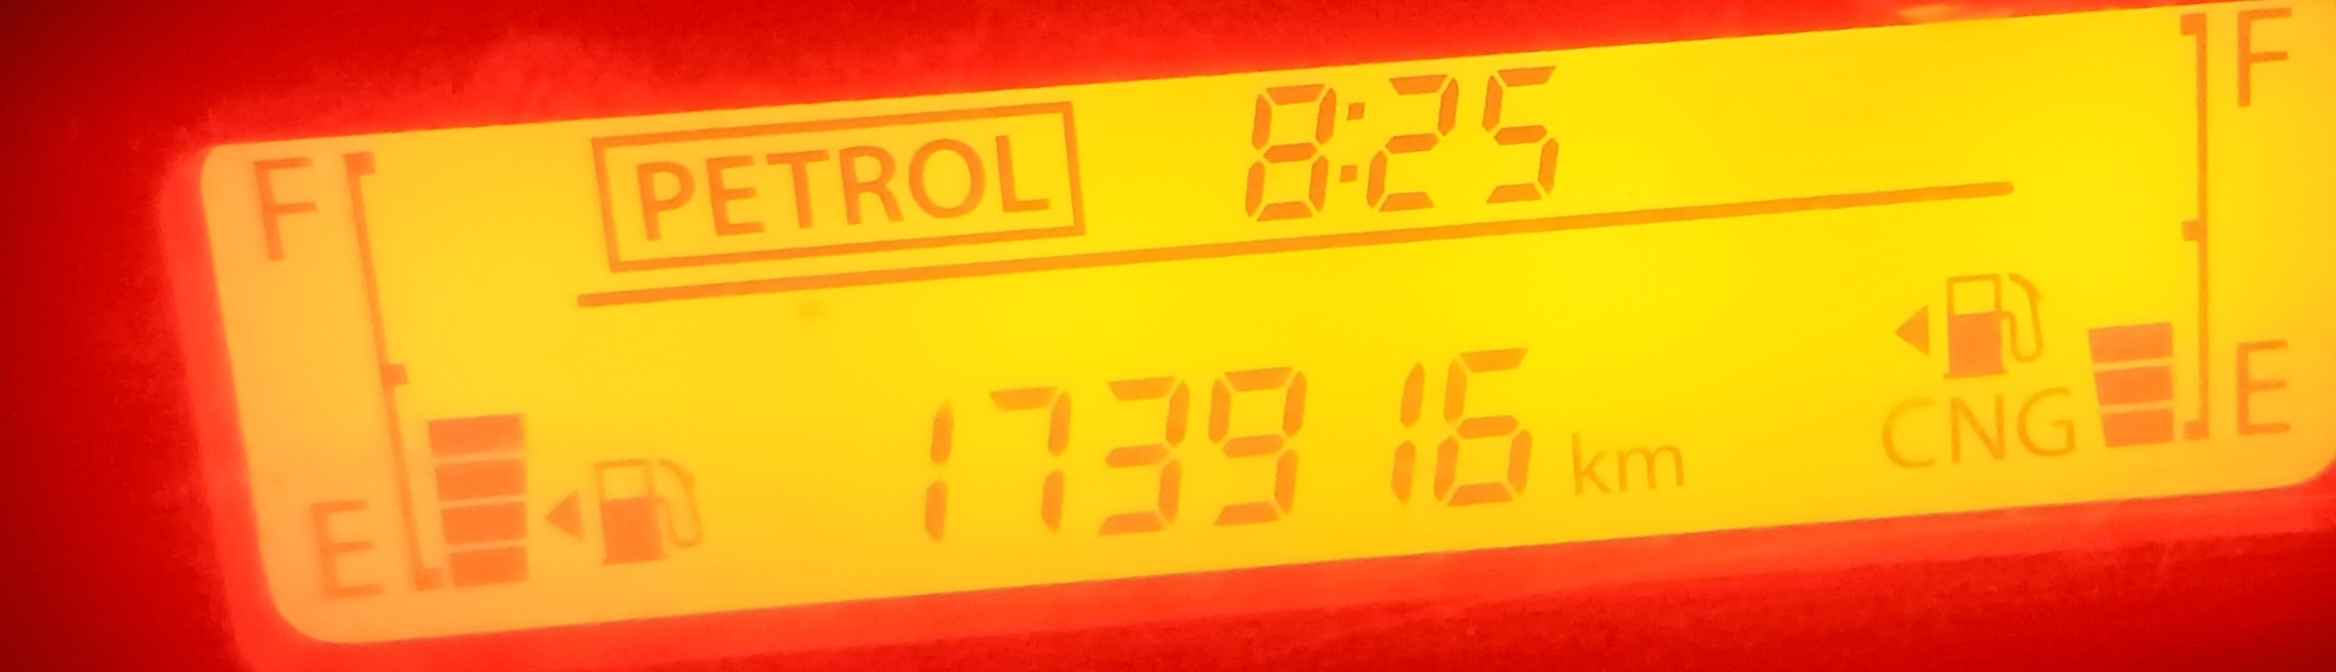 F PETROL 8:25 F
E 173916 km CNG E